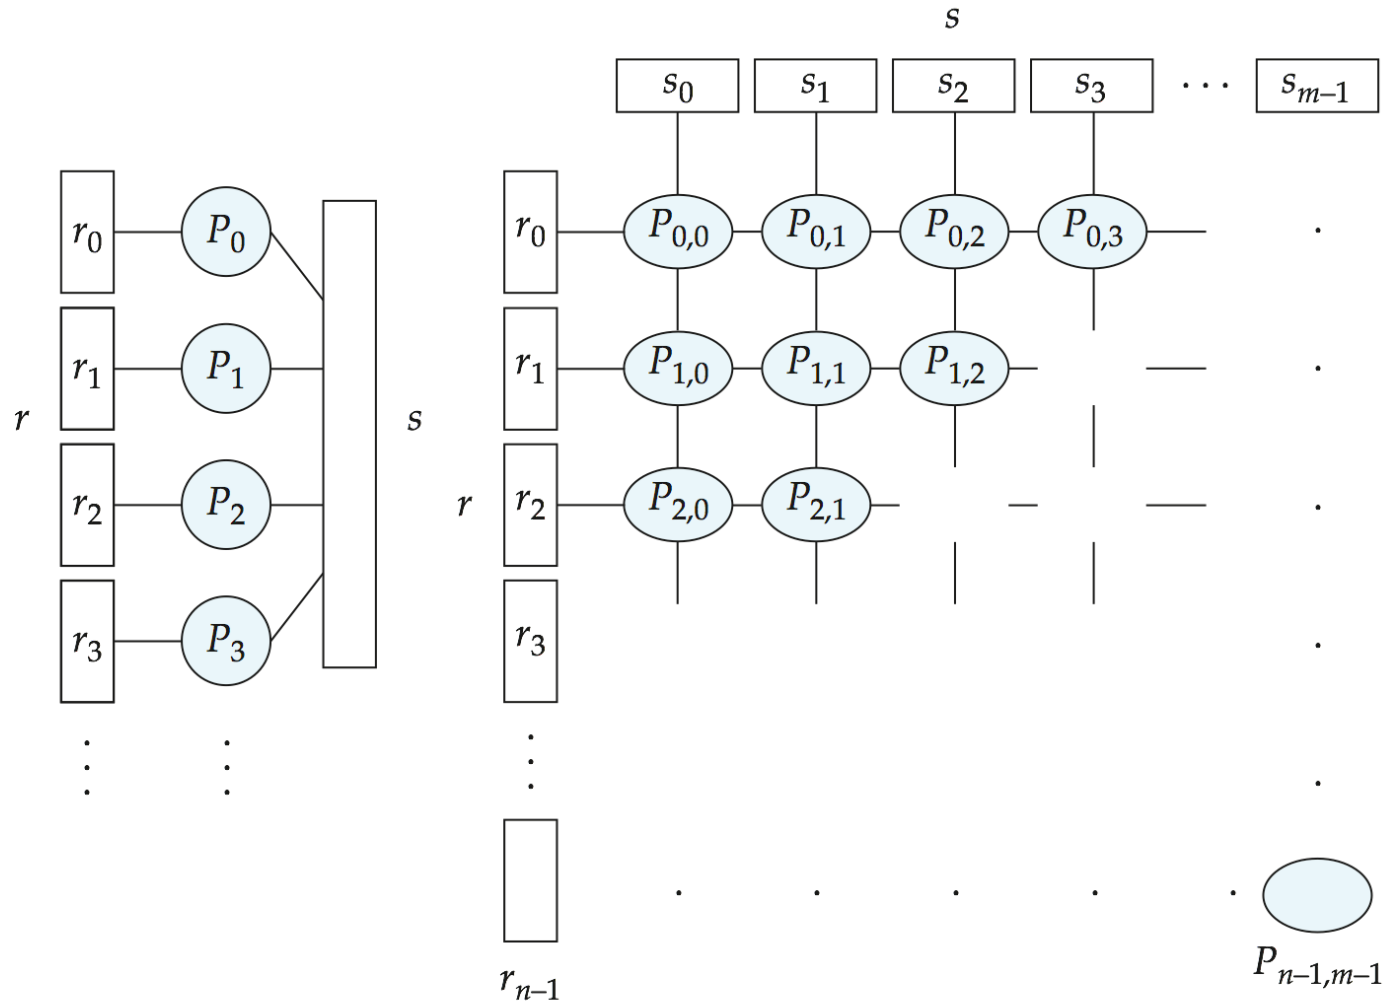 s
s₀ s₁ s₂ s₃ ··· sₘ₋₁
r₀ P₀
r₁ P₁
r₂ P₂
r₃ P₃
r
s
r₀ P₀,₀ P₀,₁ P₀,₂ P₀,₃
r₁ P₁,₀ P₁,₁ P₁,₂
r₂ P₂,₀ P₂,₁
r₃
r
rₙ₋₁
Pₙ₋₁,ₘ₋₁